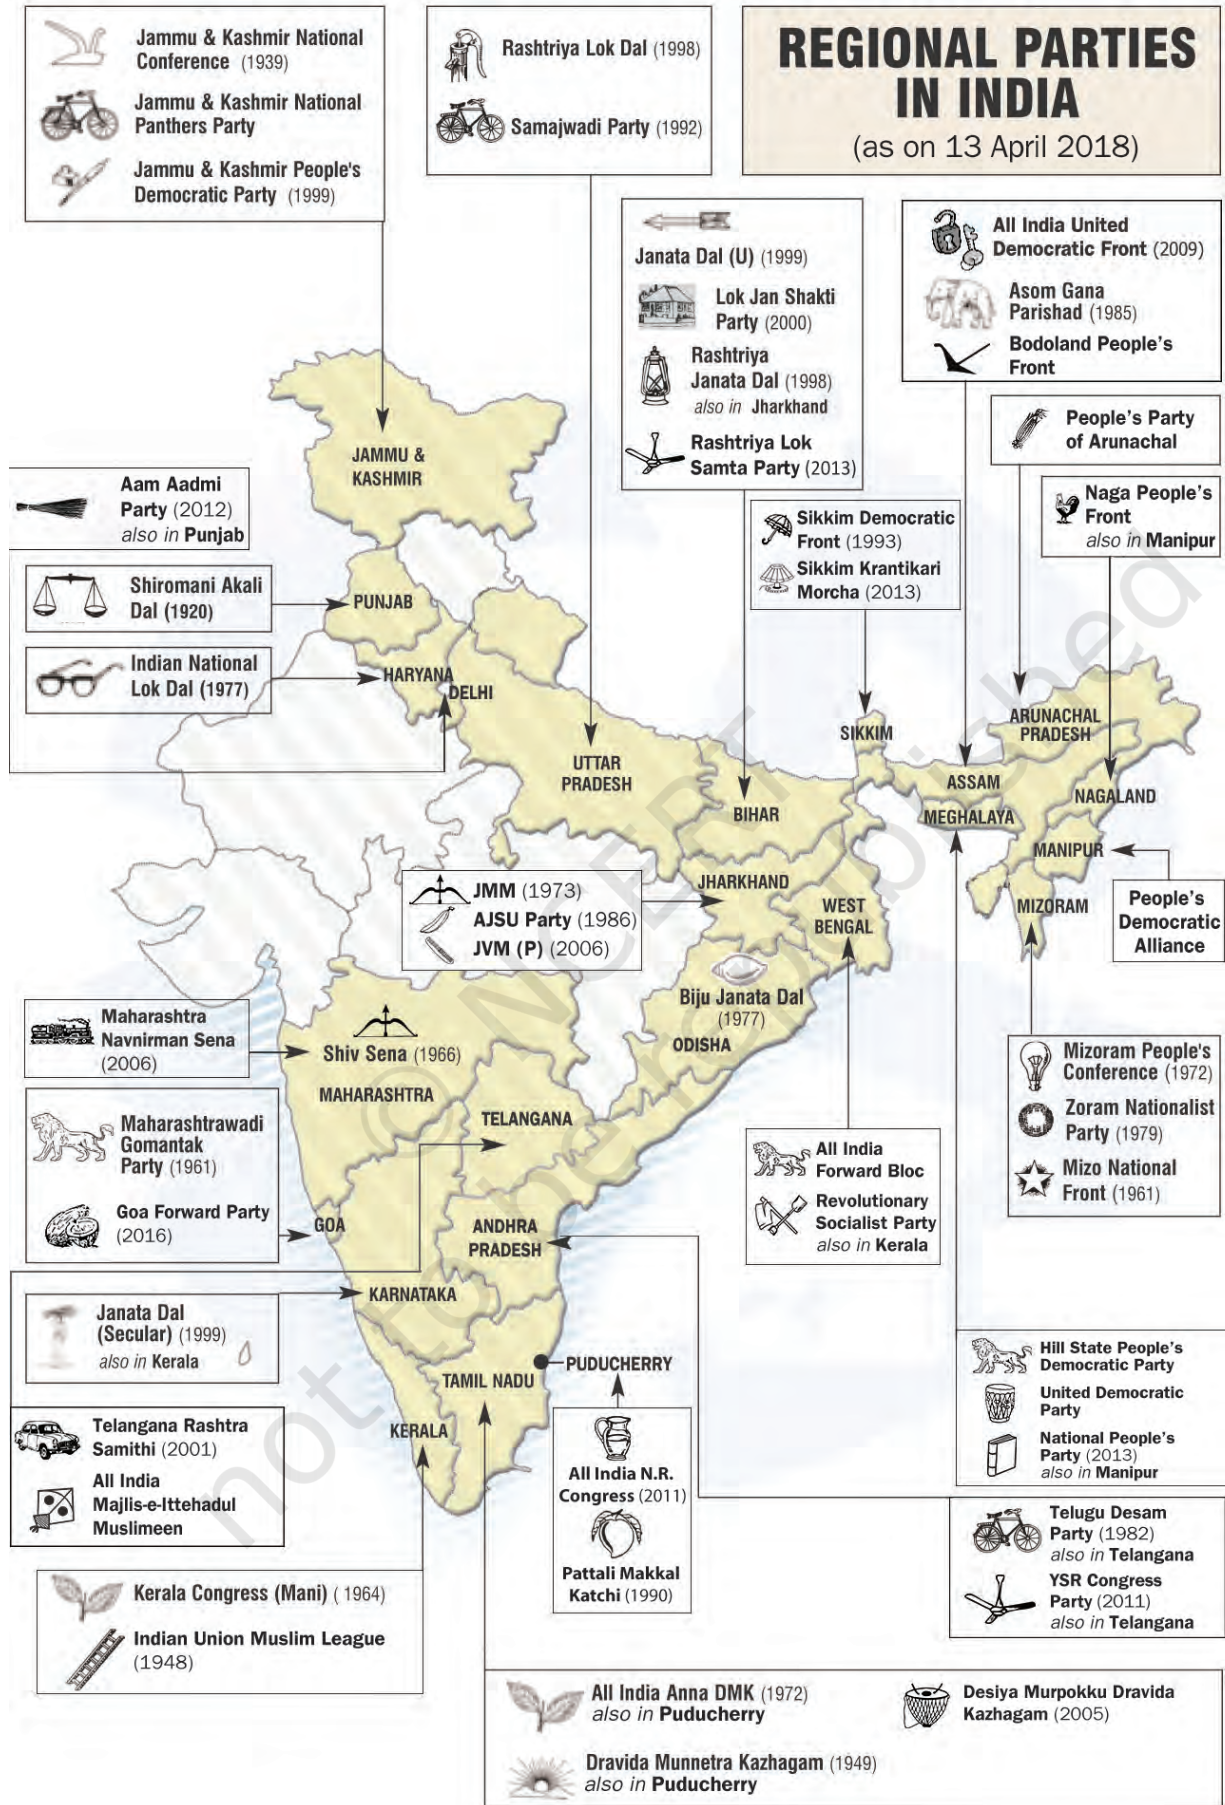 REGIONAL PARTIES
IN INDIA
(as on 13 April 2018)
Jammu & Kashmir National
Conference (1939)
Jammu & Kashmir National
Panthers Party
Jammu & Kashmir People's
Democratic Party (1999)
Rashtriya Lok Dal (1998)
Samajwadi Party (1992)
Janata Dal (U) (1999)
Lok Jan Shakti
Party (2000)
Rashtriya
Janata Dal (1998)
also in Jharkhand
Rashtriya Lok
Samta Party (2013)
All India United
Democratic Front (2009)
Asom Gana
Parishad (1985)
Bodoland People's
Front
People's Party
of Arunachal
Naga People's
Front
also in Manipur
Sikkim Democratic
Front (1993)
Sikkim Krantikari
Morcha (2013)
Aam Aadmi
Party (2012)
also in Punjab
Shiromani Akali
Dal (1920)
Indian National
Lok Dal (1977)
JAMMU &
KASHMIR
PUNJAB
HARYANA
DELHI
UTTAR
PRADESH
BIHAR
SIKKIM
ARUNACHAL
PRADESH
ASSAM
NAGALAND
MEGHALAYA
MANIPUR
MIZORAM
JHARKHAND
WEST
BENGAL
JMM (1973)
AJSU Party (1986)
JVM (P) (2006)
People's
Democratic
Alliance
Biju Janata Dal
(1977)
ODISHA
Maharashtra
Navnirman Sena
(2006)
Shiv Sena (1966)
MAHARASHTRA
TELANGANA
Mizoram People's
Conference (1972)
Zoram Nationalist
Party (1979)
Mizo National
Front (1961)
Maharashtrawadi
Gomantak
Party (1961)
Goa Forward Party
(2016)
GOA
ANDHRA
PRADESH
All India
Forward Bloc
Revolutionary
Socialist Party
also in Kerala
KARNATAKA
Janata Dal
(Secular) (1999)
also in Kerala
PUDUCHERRY
TAMIL NADU
KERALA
Hill State People's
Democratic Party
United Democratic
Party
National People's
Party (2013)
also in Manipur
Telangana Rashtra
Samithi (2001)
All India
Majlis-e-Ittehadul
Muslimeen
All India N.R.
Congress (2011)
Pattali Makkal
Katchi (1990)
Telugu Desam
Party (1982)
also in Telangana
YSR Congress
Party (2011)
also in Telangana
Kerala Congress (Mani) ( 1964)
Indian Union Muslim League
(1948)
All India Anna DMK (1972)
also in Puducherry
Desiya Murpokku Dravida
Kazhagam (2005)
Dravida Munnetra Kazhagam (1949)
also in Puducherry
© NCERT
not to be republished